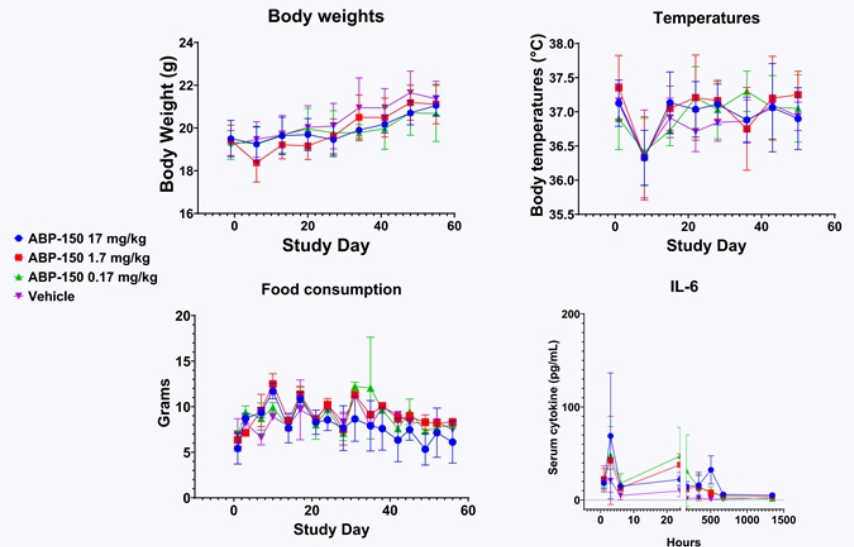 Body weights
24
22
20
18
16
Body Weight (g)
0
20
40
60
Study Day
Temperatures
38.0
37.5
37.0
36.5
36.0
35.5
Body temperatures (°C)
0
20
40
60
Study Day
ABP-150 17 mg/kg
ABP-150 1.7 mg/kg
ABP-150 0.17 mg/kg
Vehicle
Food consumption
20
15
10
5
0
Grams
0
20
40
60
Study Day
IL-6
200
100
0
Serum cytokine (pg/mL)
0
10
20
500
1000
1500
Hours